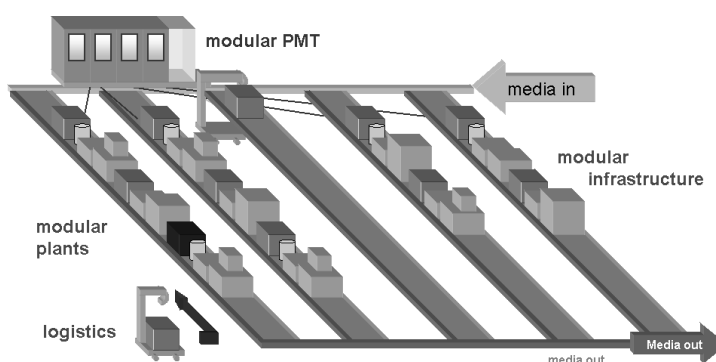 modular PMT
media in
modular
infrastructure
modular
plants
logistics
Media out
media out